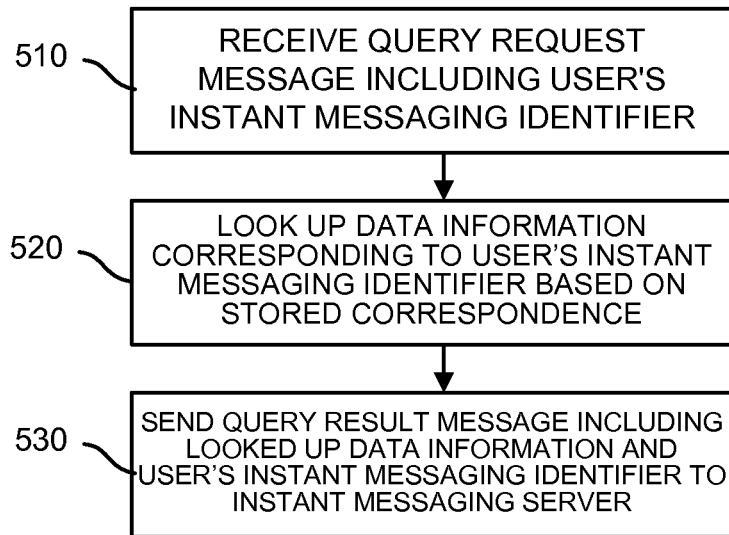 510
RECEIVE QUERY REQUEST
MESSAGE INCLUDING USER'S
INSTANT MESSAGING IDENTIFIER
520
LOOK UP DATA INFORMATION
CORRESPONDING TO USER’S INSTANT
MESSAGING IDENTIFIER BASED ON
STORED CORRESPONDENCE
530
SEND QUERY RESULT MESSAGE INCLUDING
LOOKED UP DATA INFORMATION AND
USER’S INSTANT MESSAGING IDENTIFIER TO
INSTANT MESSAGING SERVER